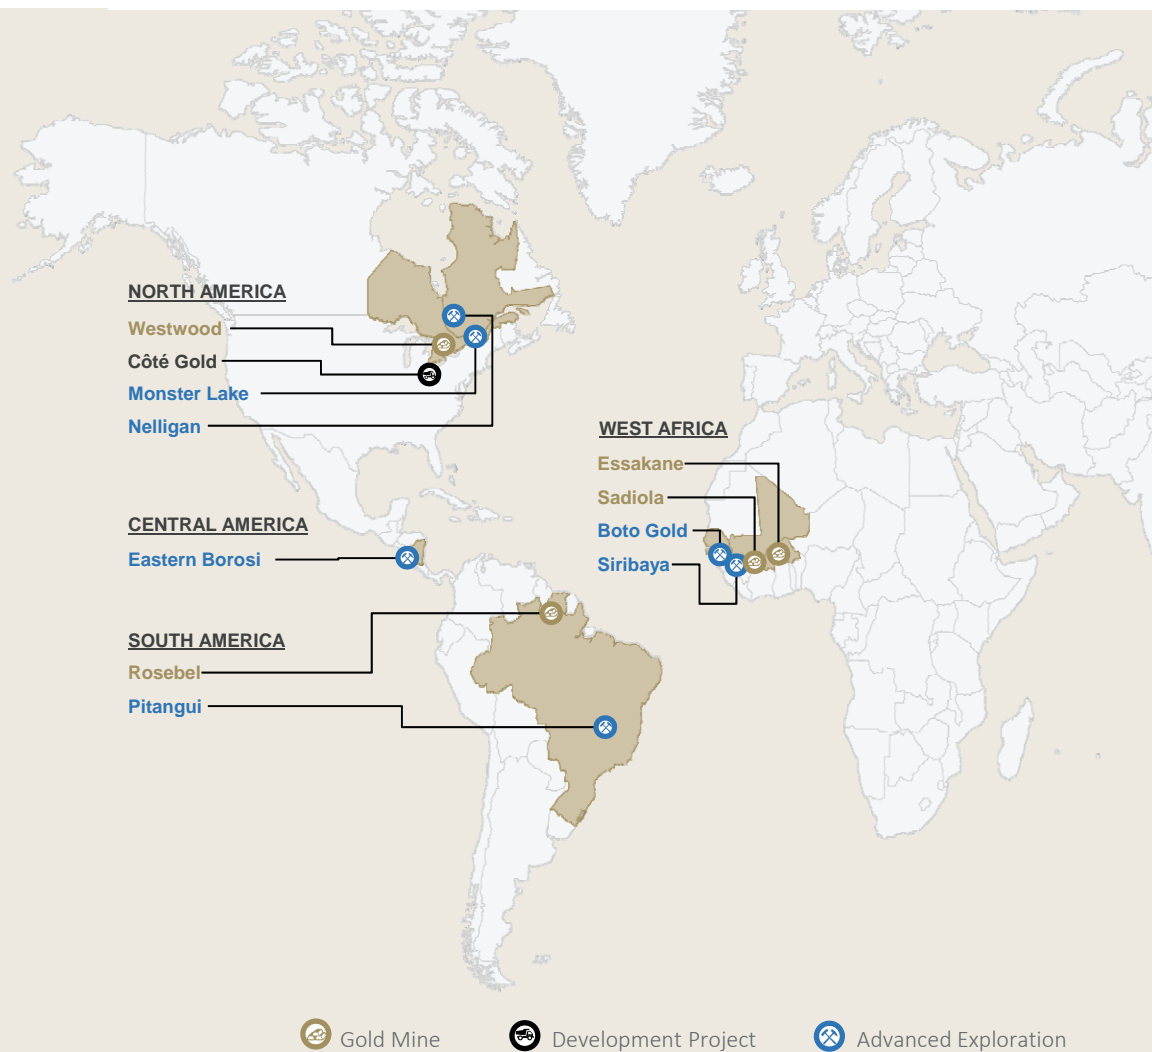 NORTH AMERICA
Westwood
Côté Gold
Monster Lake
Nelligan
CENTRAL AMERICA
Eastern Borosi
SOUTH AMERICA
Rosebel
Pitangui
WEST AFRICA
Essakane
Sadiola
Boto Gold
Siribaya
Gold Mine
Development Project
Advanced Exploration